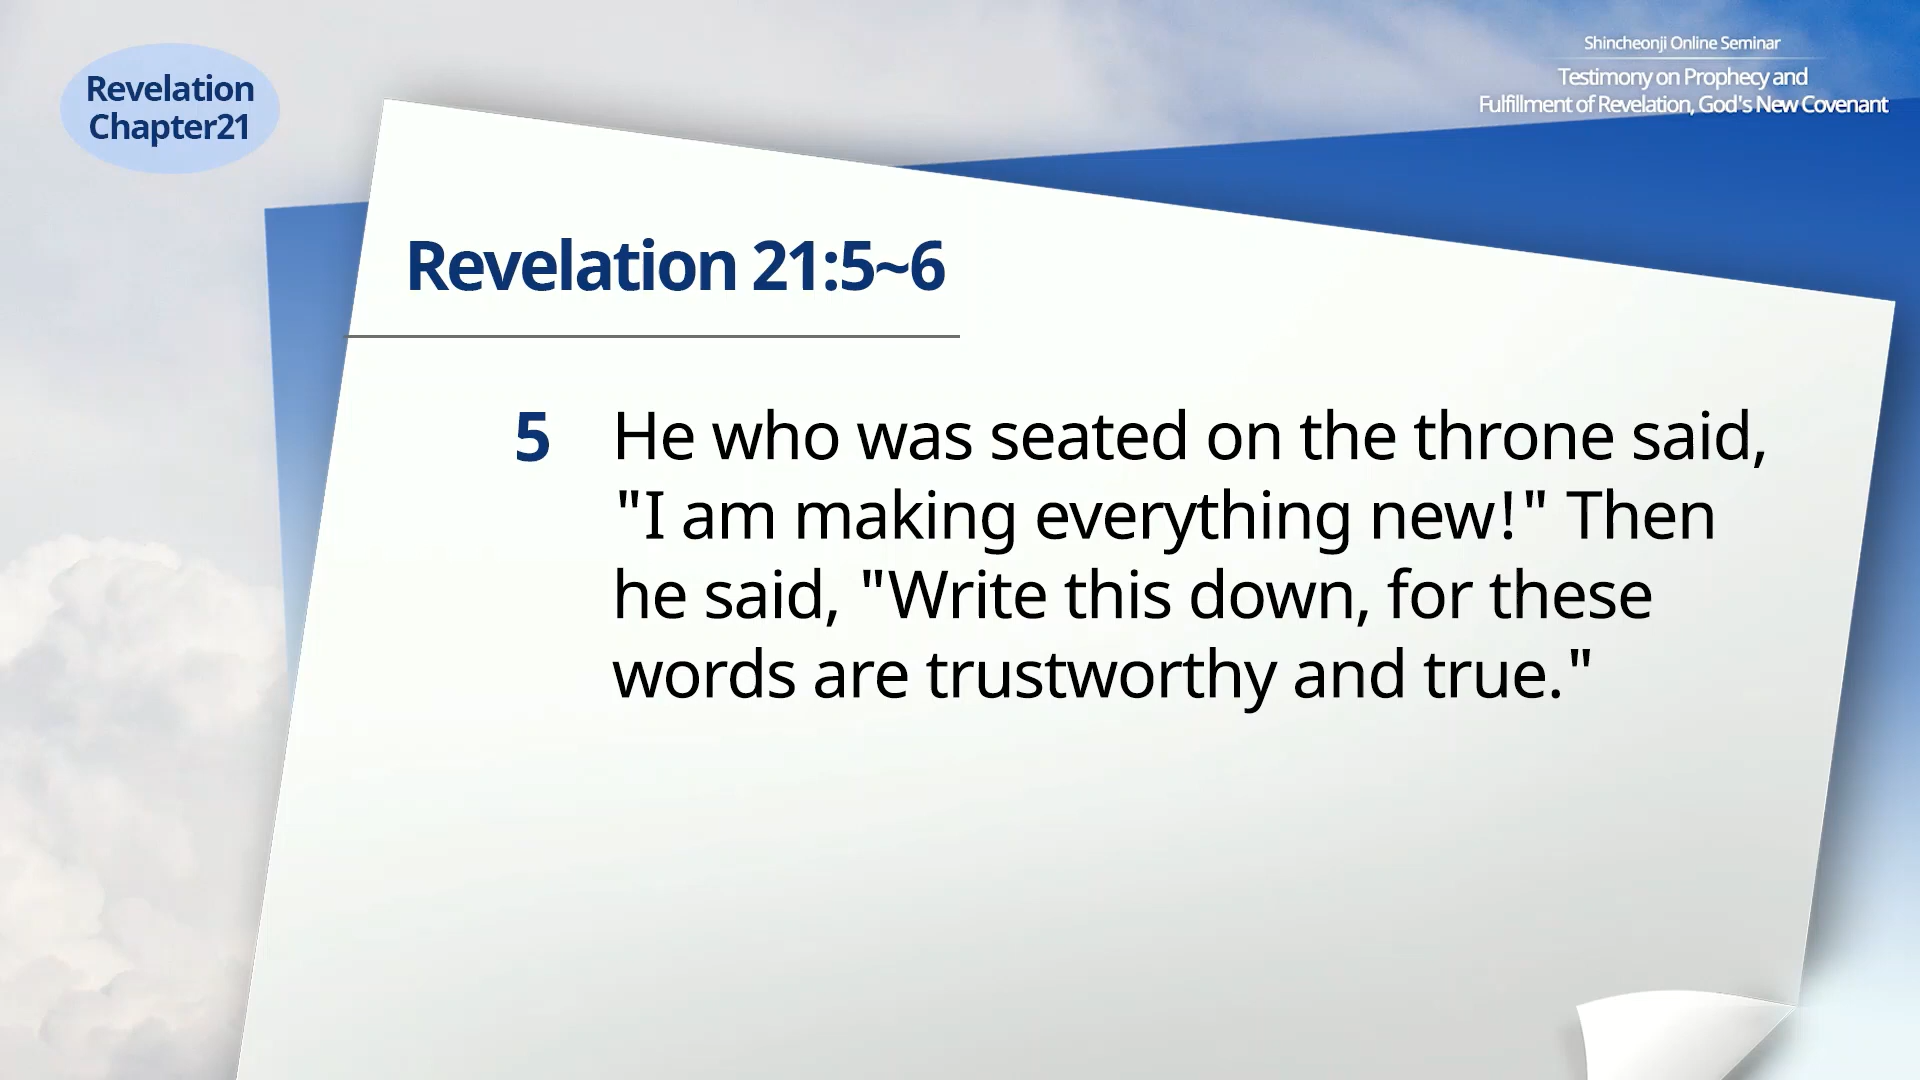 Revelation
Chapter21
Shincheonji Online Seminar
Testimony on Prophecy and
Fulfillment of Revelation, God's New Covenant
Revelation 21:5~6
5 He who was seated on the throne said,
"I am making everything new!" Then
he said, "Write this down, for these
words are trustworthy and true."